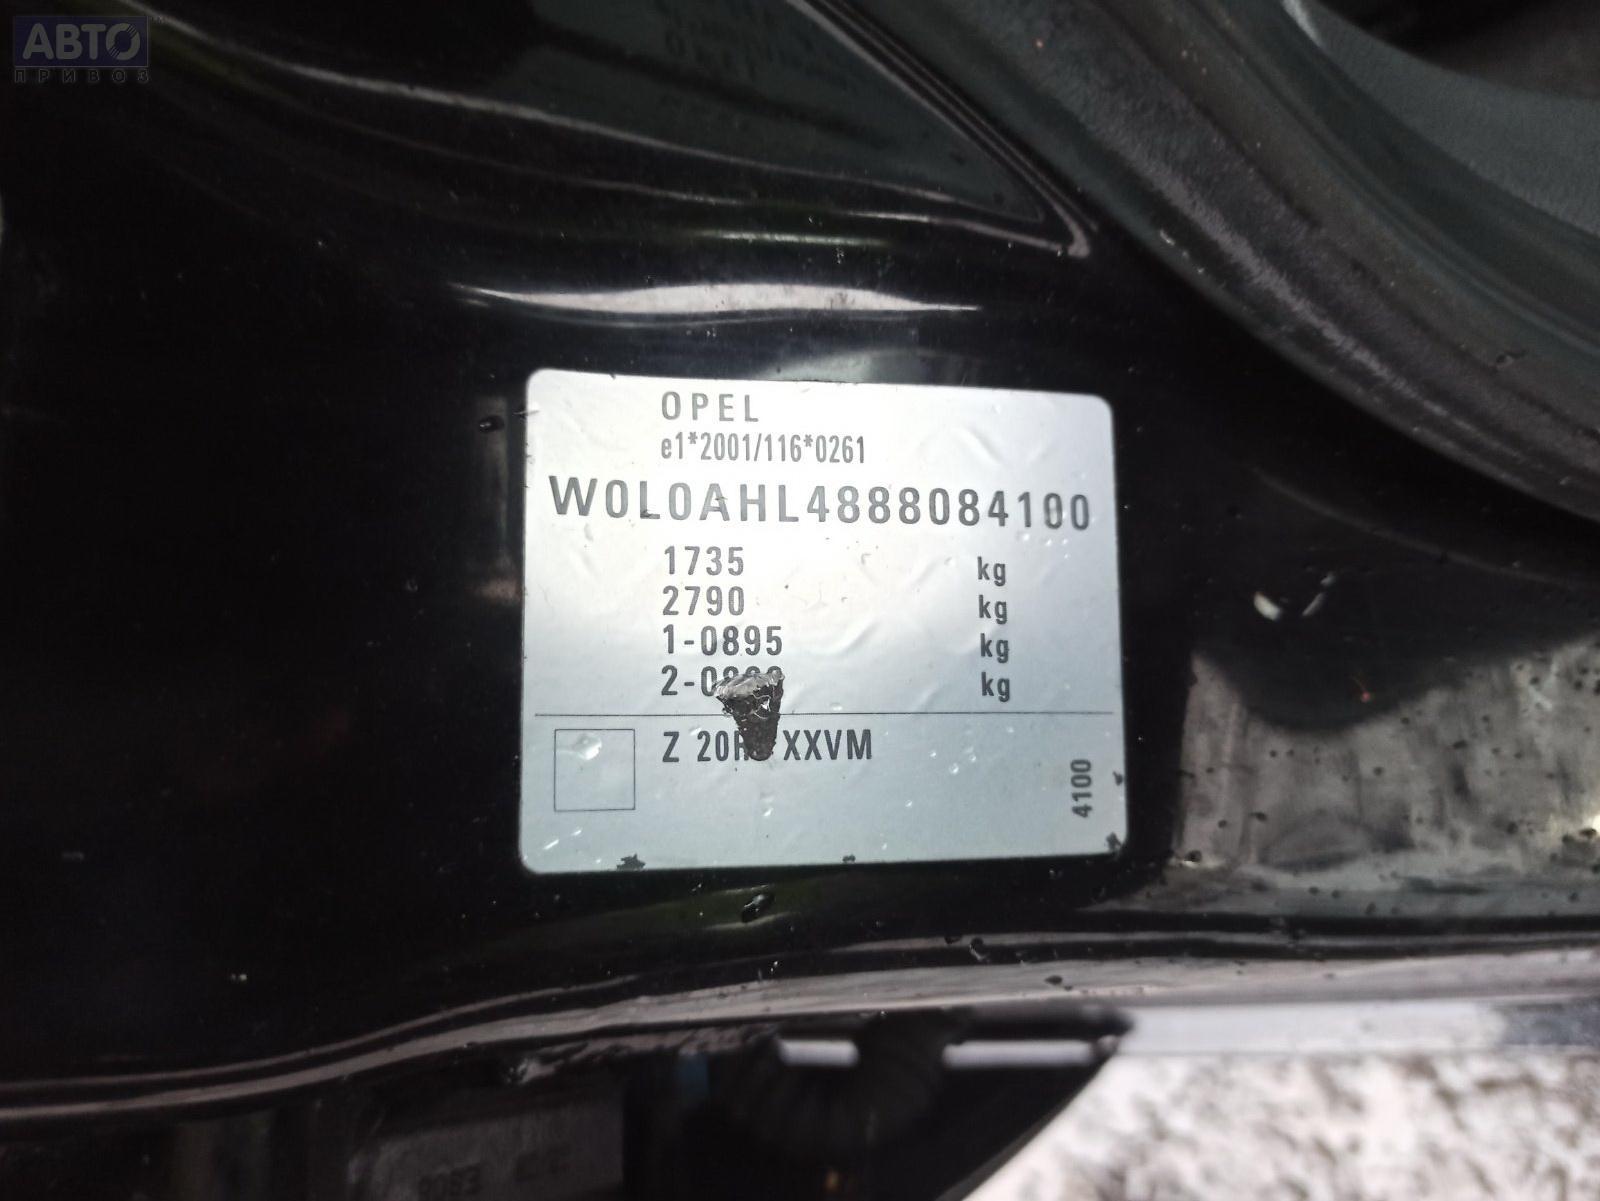 АВТО
ПРИВОЗ
OPEL
e1*2001/116*0261
W0L0AHL4888084100
1735 kg
2790 kg
1-0895 kg
kg
Z XXVM
4100